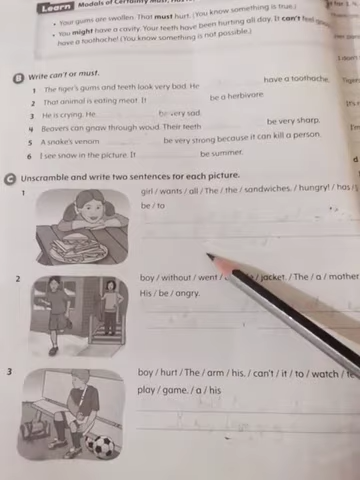 Learn Modals of Certainty
• Your gums are swollen. That must hurt. (You know something is true.)
• You might have a cavity. Your teeth have been hurting all day. It can't feel
have a toothache! (You know something is not possible.)
B Write can't or must.
1 The tiger's gums and teeth look very bad. He have a toothache.
2 That animal is eating meat. It be a herbivore.
3 He is crying. He be very sad.
4 Beavers can gnaw through wood. Their teeth be very sharp.
5 A snake's venom be very strong because it can kill a person.
6 I see snow in the picture. It be summer.
C Unscramble and write two sentences for each picture.
1 girl / wants / all / The / the / sandwiches. / hungry! / has /
be / to
2 boy / without / went / jacket. / The / a / mother
His / be / angry.
3 boy / hurt / The / arm / his. / can't / it / to / watch /
play / game. / a / his